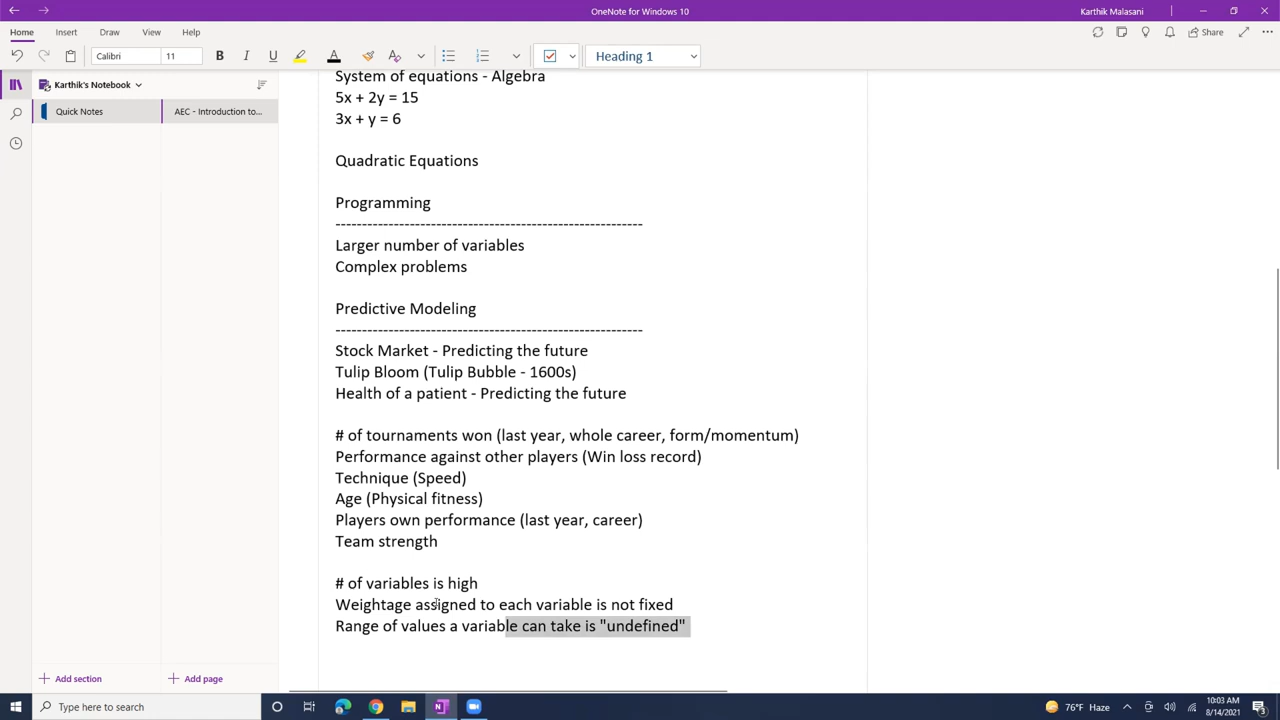 OneNote for Windows 10
Karthik Malasani
Home Insert Draw View Help
Share
Calibri 11 B I U A Heading 1
Karthik's Notebook
Quick Notes
AEC - Introduction to...
System of equations - Algebra
5x + 2y = 15
3x + y = 6
Quadratic Equations
Programming
------------------------------------------------------------
Larger number of variables
Complex problems
Predictive Modeling
------------------------------------------------------------
Stock Market - Predicting the future
Tulip Bloom (Tulip Bubble - 1600s)
Health of a patient - Predicting the future
# of tournaments won (last year, whole career, form/momentum)
Performance against other players (Win loss record)
Technique (Speed)
Age (Physical fitness)
Players own performance (last year, career)
Team strength
# of variables is high
Weightage assigned to each variable is not fixed
Range of values a variable can take is "undefined"
Add section
Add page
Type here to search
76°F Haze
10:03 AM
8/14/2021
3